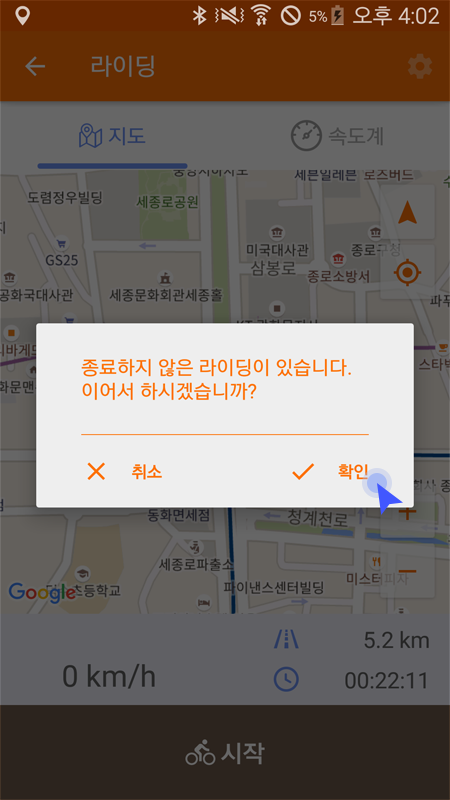 5% 오후 4:02
라이딩
지도 속도계
세븐일레븐 로즈버드
도렴정우빌딩
세종로공원
미국대사관
삼봉로
GS25
종로소방서
공화국대사관
세종문화회관세종홀
동화면세점
청계천로
세종로파출소
미스터피자
파이낸스센터빌딩
Google
초등학교
종료하지 않은 라이딩이 있습니다.
이어서 하시겠습니까?
취소 확인
5.2 km
0 km/h
00:22:11
시작